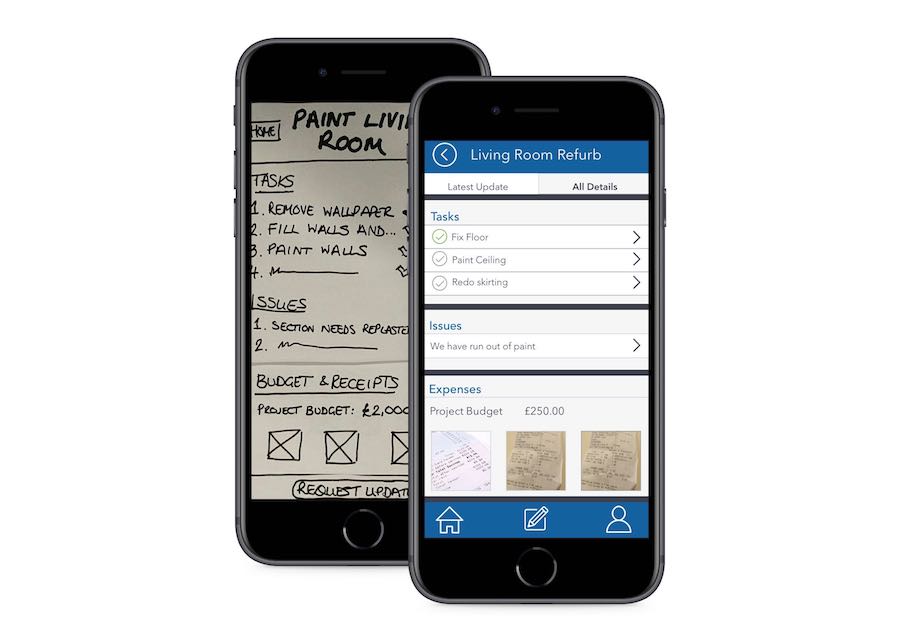 HOME
PAINT LIVI
ROOM
TASKS
1. REMOVE WALLPAPER
2. FILL WALLS AND...
3. PAINT WALLS
4.
ISSUES
1. SECTION NEEDS REPLASTE
2.
BUDGET & RECEIPTS
PROJECT BUDGET: £2,000
REQUEST UPDAT
Living Room Refurb
Latest Update
All Details
Tasks
Fix Floor
Paint Ceiling
Redo skirting
Issues
We have run out of paint
Expenses
Project Budget £250.00